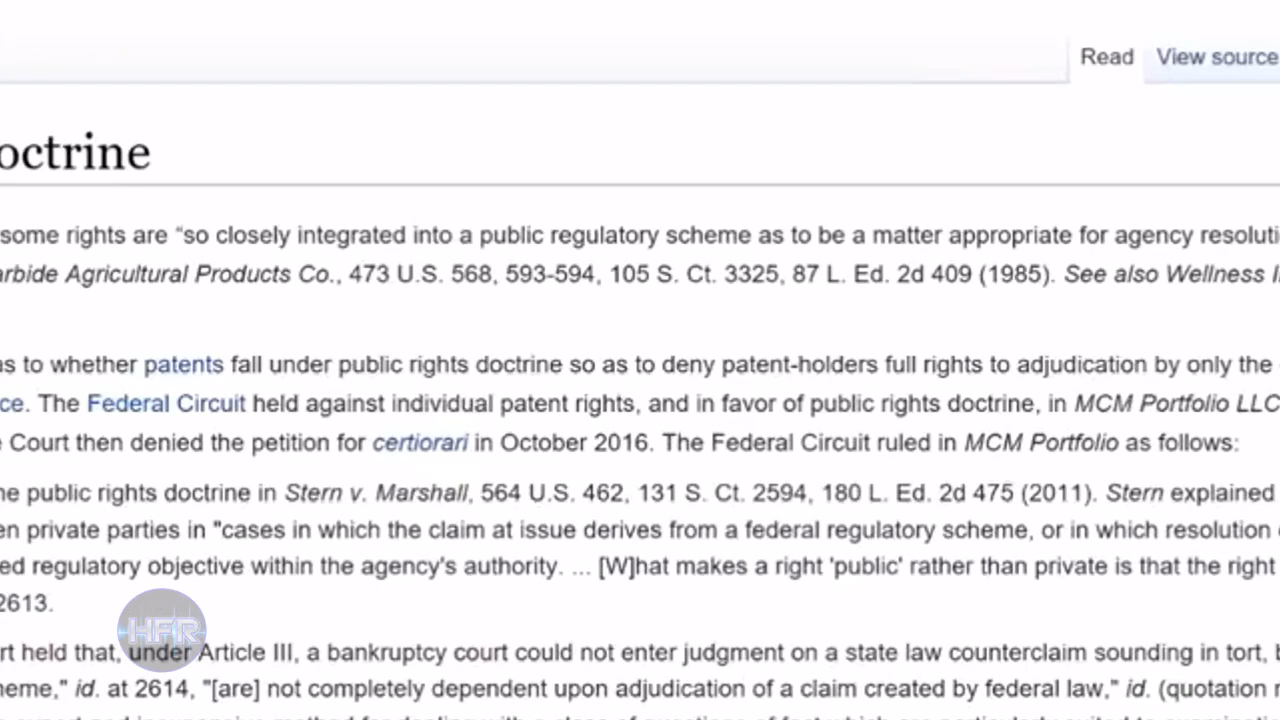 Read View source
octrine
some rights are “so closely integrated into a public regulatory scheme as to be a matter appropriate for agency resoluti
arbide Agricultural Products Co., 473 U.S. 568, 593-594, 105 S. Ct. 3325, 87 L. Ed. 2d 409 (1985). See also Wellness I
as to whether patents fall under public rights doctrine so as to deny patent-holders full rights to adjudication by only the
ce. The Federal Circuit held against individual patent rights, and in favor of public rights doctrine, in MCM Portfolio LLC
e Court then denied the petition for certiorari in October 2016. The Federal Circuit ruled in MCM Portfolio as follows:
he public rights doctrine in Stern v. Marshall, 564 U.S. 462, 131 S. Ct. 2594, 180 L. Ed. 2d 475 (2011). Stern explained
en private parties in "cases in which the claim at issue derives from a federal regulatory scheme, or in which resolution
ed regulatory objective within the agency's authority. ... [W]hat makes a right 'public' rather than private is that the right
2613.
HFR
rt held that, under Article III, a bankruptcy court could not enter judgment on a state law counterclaim sounding in tort, b
heme," id. at 2614, "[are] not completely dependent upon adjudication of a claim created by federal law," id. (quotation